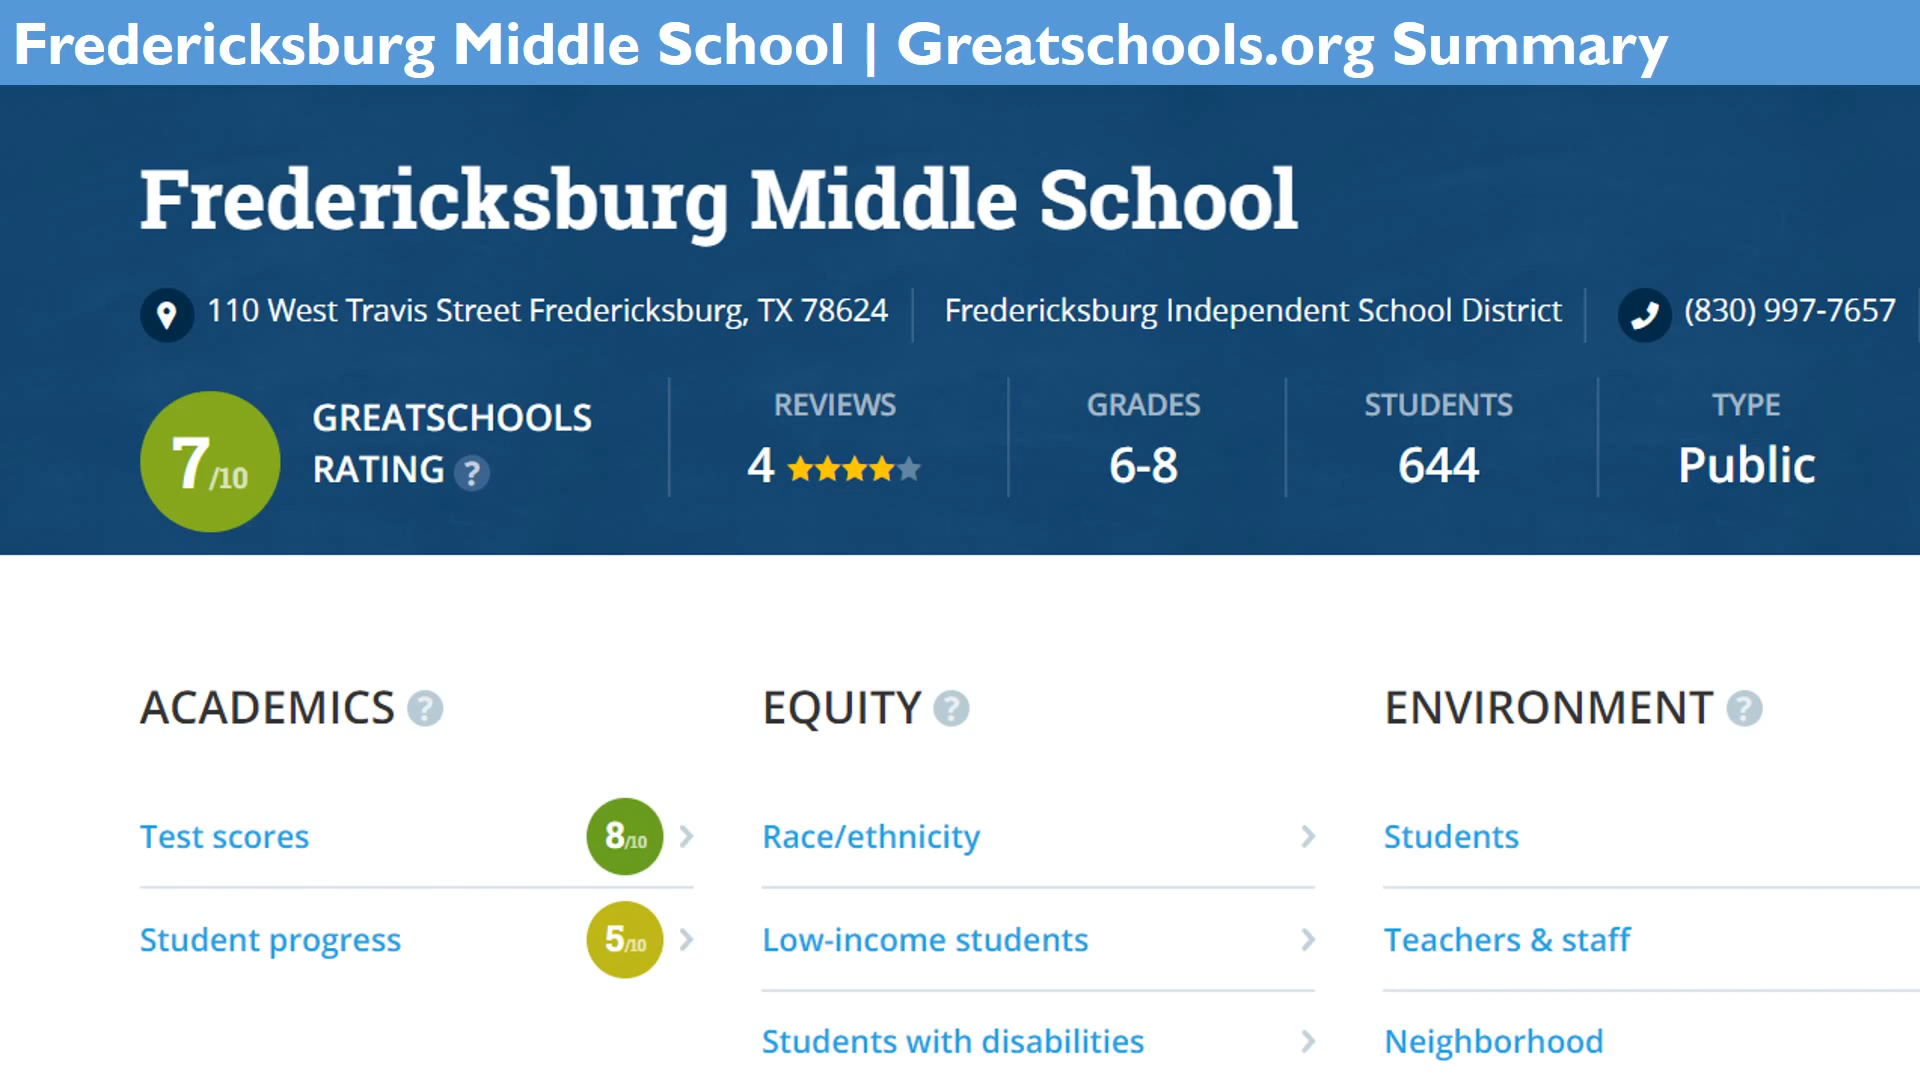 Fredericksburg Middle School | Greatschools.org Summary
Fredericksburg Middle School
110 West Travis Street Fredericksburg, TX 78624
Fredericksburg Independent School District
(830) 997-7657
7/10
GREATSCHOOLS
RATING ?
REVIEWS
4
GRADES
6-8
STUDENTS
644
TYPE
Public
ACADEMICS ?
Test scores 8/10
Student progress 5/10
EQUITY ?
Race/ethnicity
Low-income students
Students with disabilities
ENVIRONMENT ?
Students
Teachers & staff
Neighborhood